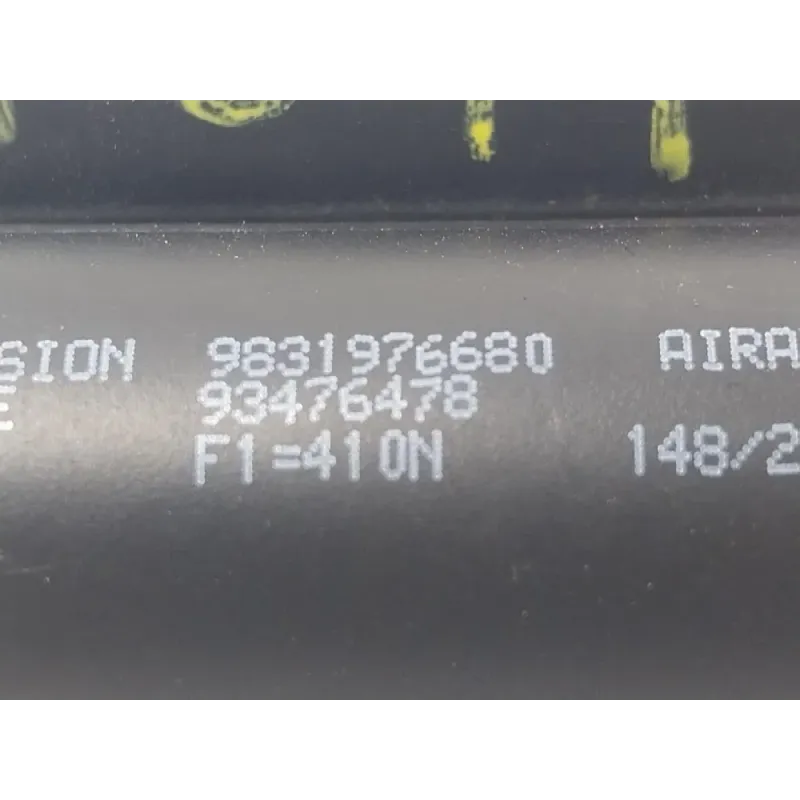 SION 9831976680 AIRA
E 93476478
F1=410N 148/2